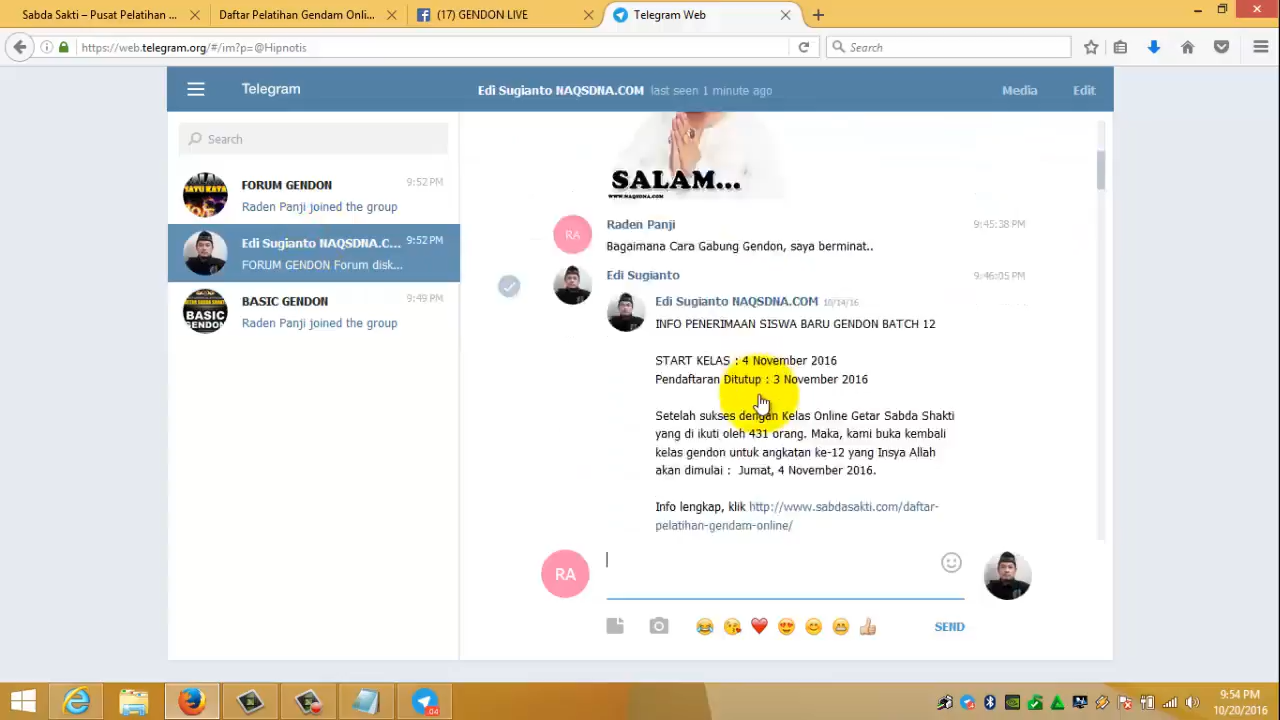 Sabda Sakti – Pusat Pelatihan ...
Daftar Pelatihan Gendam Onli...
(17) GENDON LIVE
Telegram Web
https://web.telegram.org/#/im?p=@Hipnotis
Search
Telegram
Edi Sugianto NAQSDNA.COM last seen 1 minute ago
Media
Edit
Search
FORUM GENDON
9:52 PM
Raden Panji joined the group
Edi Sugianto NAQSDNA.C...
9:52 PM
FORUM GENDON Forum disk...
BASIC GENDON
9:49 PM
Raden Panji joined the group
BASIC
GENDON
SALAM...
WWW.NAQSDNA.COM
RA
Raden Panji
9:45:38 PM
Bagaimana Cara Gabung Gendon, saya berminat..
Edi Sugianto
9:46:05 PM
Edi Sugianto NAQSDNA.COM 10/14/16
INFO PENERIMAAN SISWA BARU GENDON BATCH 12
START KELAS : 4 November 2016
Pendaftaran Ditutup : 3 November 2016
Setelah sukses dengan Kelas Online Getar Sabda Shakti
yang di ikuti oleh 431 orang. Maka, kami buka kembali
kelas gendon untuk angkatan ke-12 yang Insya Allah
akan dimulai : Jumat, 4 November 2016.
Info lengkap, klik http://www.sabdasakti.com/daftar-
pelatihan-gendam-online/
RA
SEND
04
9:54 PM
10/20/2016